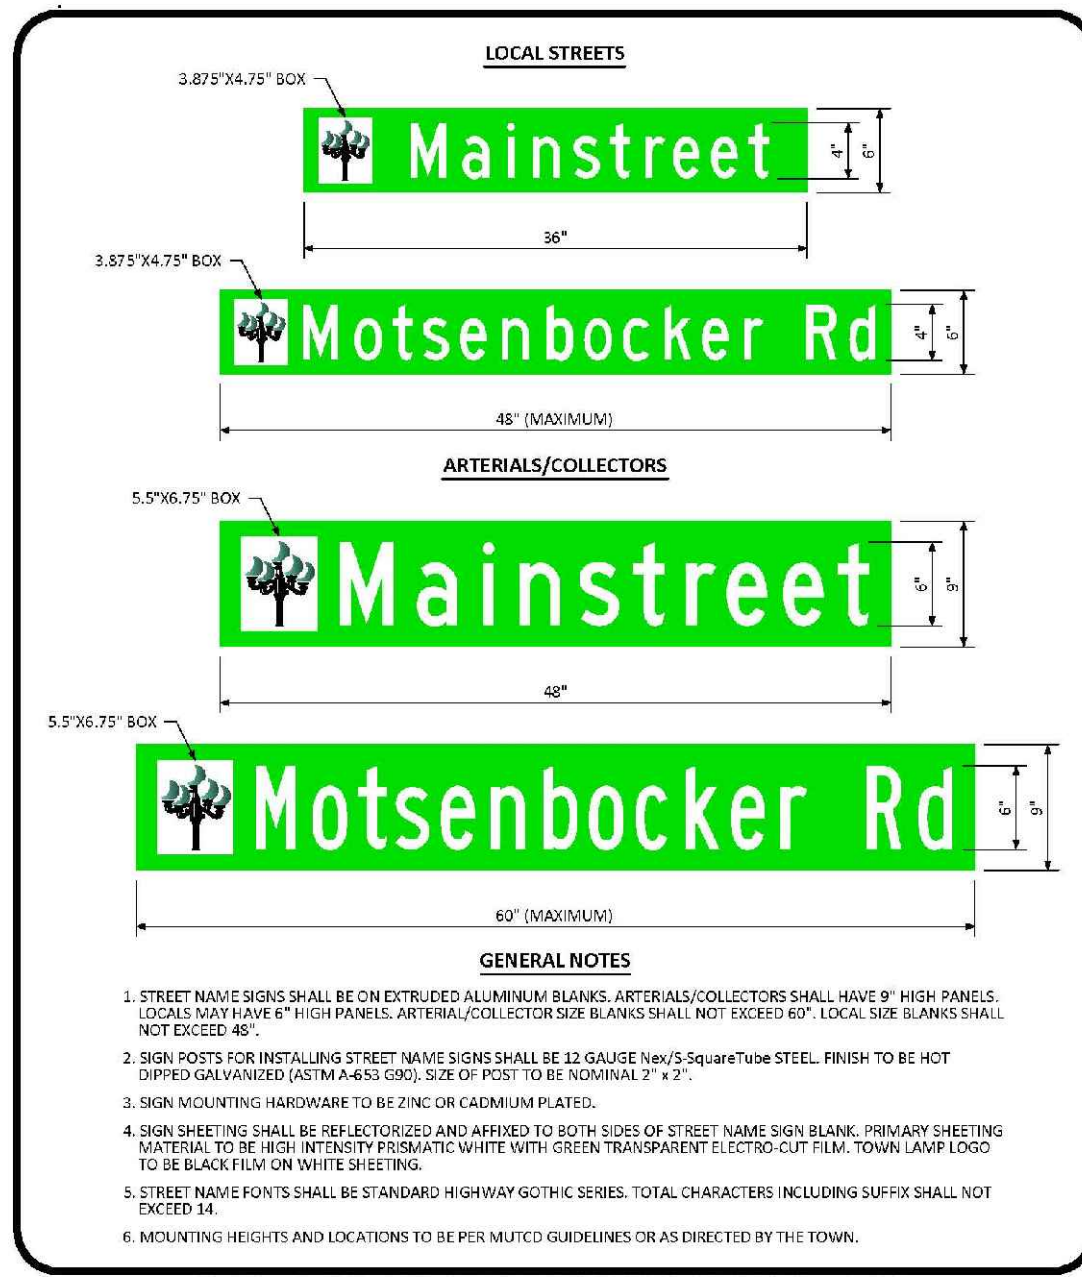 LOCAL STREETS
3.875"X4.75" BOX
Mainstreet
4"
6"
36"
3.875"X4.75" BOX
Motsenbocker Rd
4"
6"
48" (MAXIMUM)
ARTERIALS/COLLECTORS
5.5"X6.75" BOX
Mainstreet
6"
9"
48"
5.5"X6.75" BOX
Motsenbocker Rd
6"
9"
60" (MAXIMUM)
GENERAL NOTES
1. STREET NAME SIGNS SHALL BE ON EXTRUDED ALUMINUM BLANKS. ARTERIALS/COLLECTORS SHALL HAVE 9" HIGH PANELS.
LOCALS MAY HAVE 6" HIGH PANELS. ARTERIAL/COLLECTOR SIZE BLANKS SHALL NOT EXCEED 60". LOCAL SIZE BLANKS SHALL
NOT EXCEED 48".
2. SIGN POSTS FOR INSTALLING STREET NAME SIGNS SHALL BE 12 GAUGE Nex/S-SquareTube STEEL. FINISH TO BE HOT
DIPPED GALVANIZED (ASTM A-653 G90). SIZE OF POST TO BE NOMINAL 2" x 2".
3. SIGN MOUNTING HARDWARE TO BE ZINC OR CADMIUM PLATED.
4. SIGN SHEETING SHALL BE REFLECTORIZED AND AFFIXED TO BOTH SIDES OF STREET NAME SIGN BLANK. PRIMARY SHEETING
MATERIAL TO BE HIGH INTENSITY PRISMATIC WHITE WITH GREEN TRANSPARENT ELECTRO-CUT FILM. TOWN LAMP LOGO
TO BE BLACK FILM ON WHITE SHEETING.
5. STREET NAME FONTS SHALL BE STANDARD HIGHWAY GOTHIC SERIES. TOTAL CHARACTERS INCLUDING SUFFIX SHALL NOT
EXCEED 14.
6. MOUNTING HEIGHTS AND LOCATIONS TO BE PER MUTCD GUIDELINES OR AS DIRECTED BY THE TOWN.